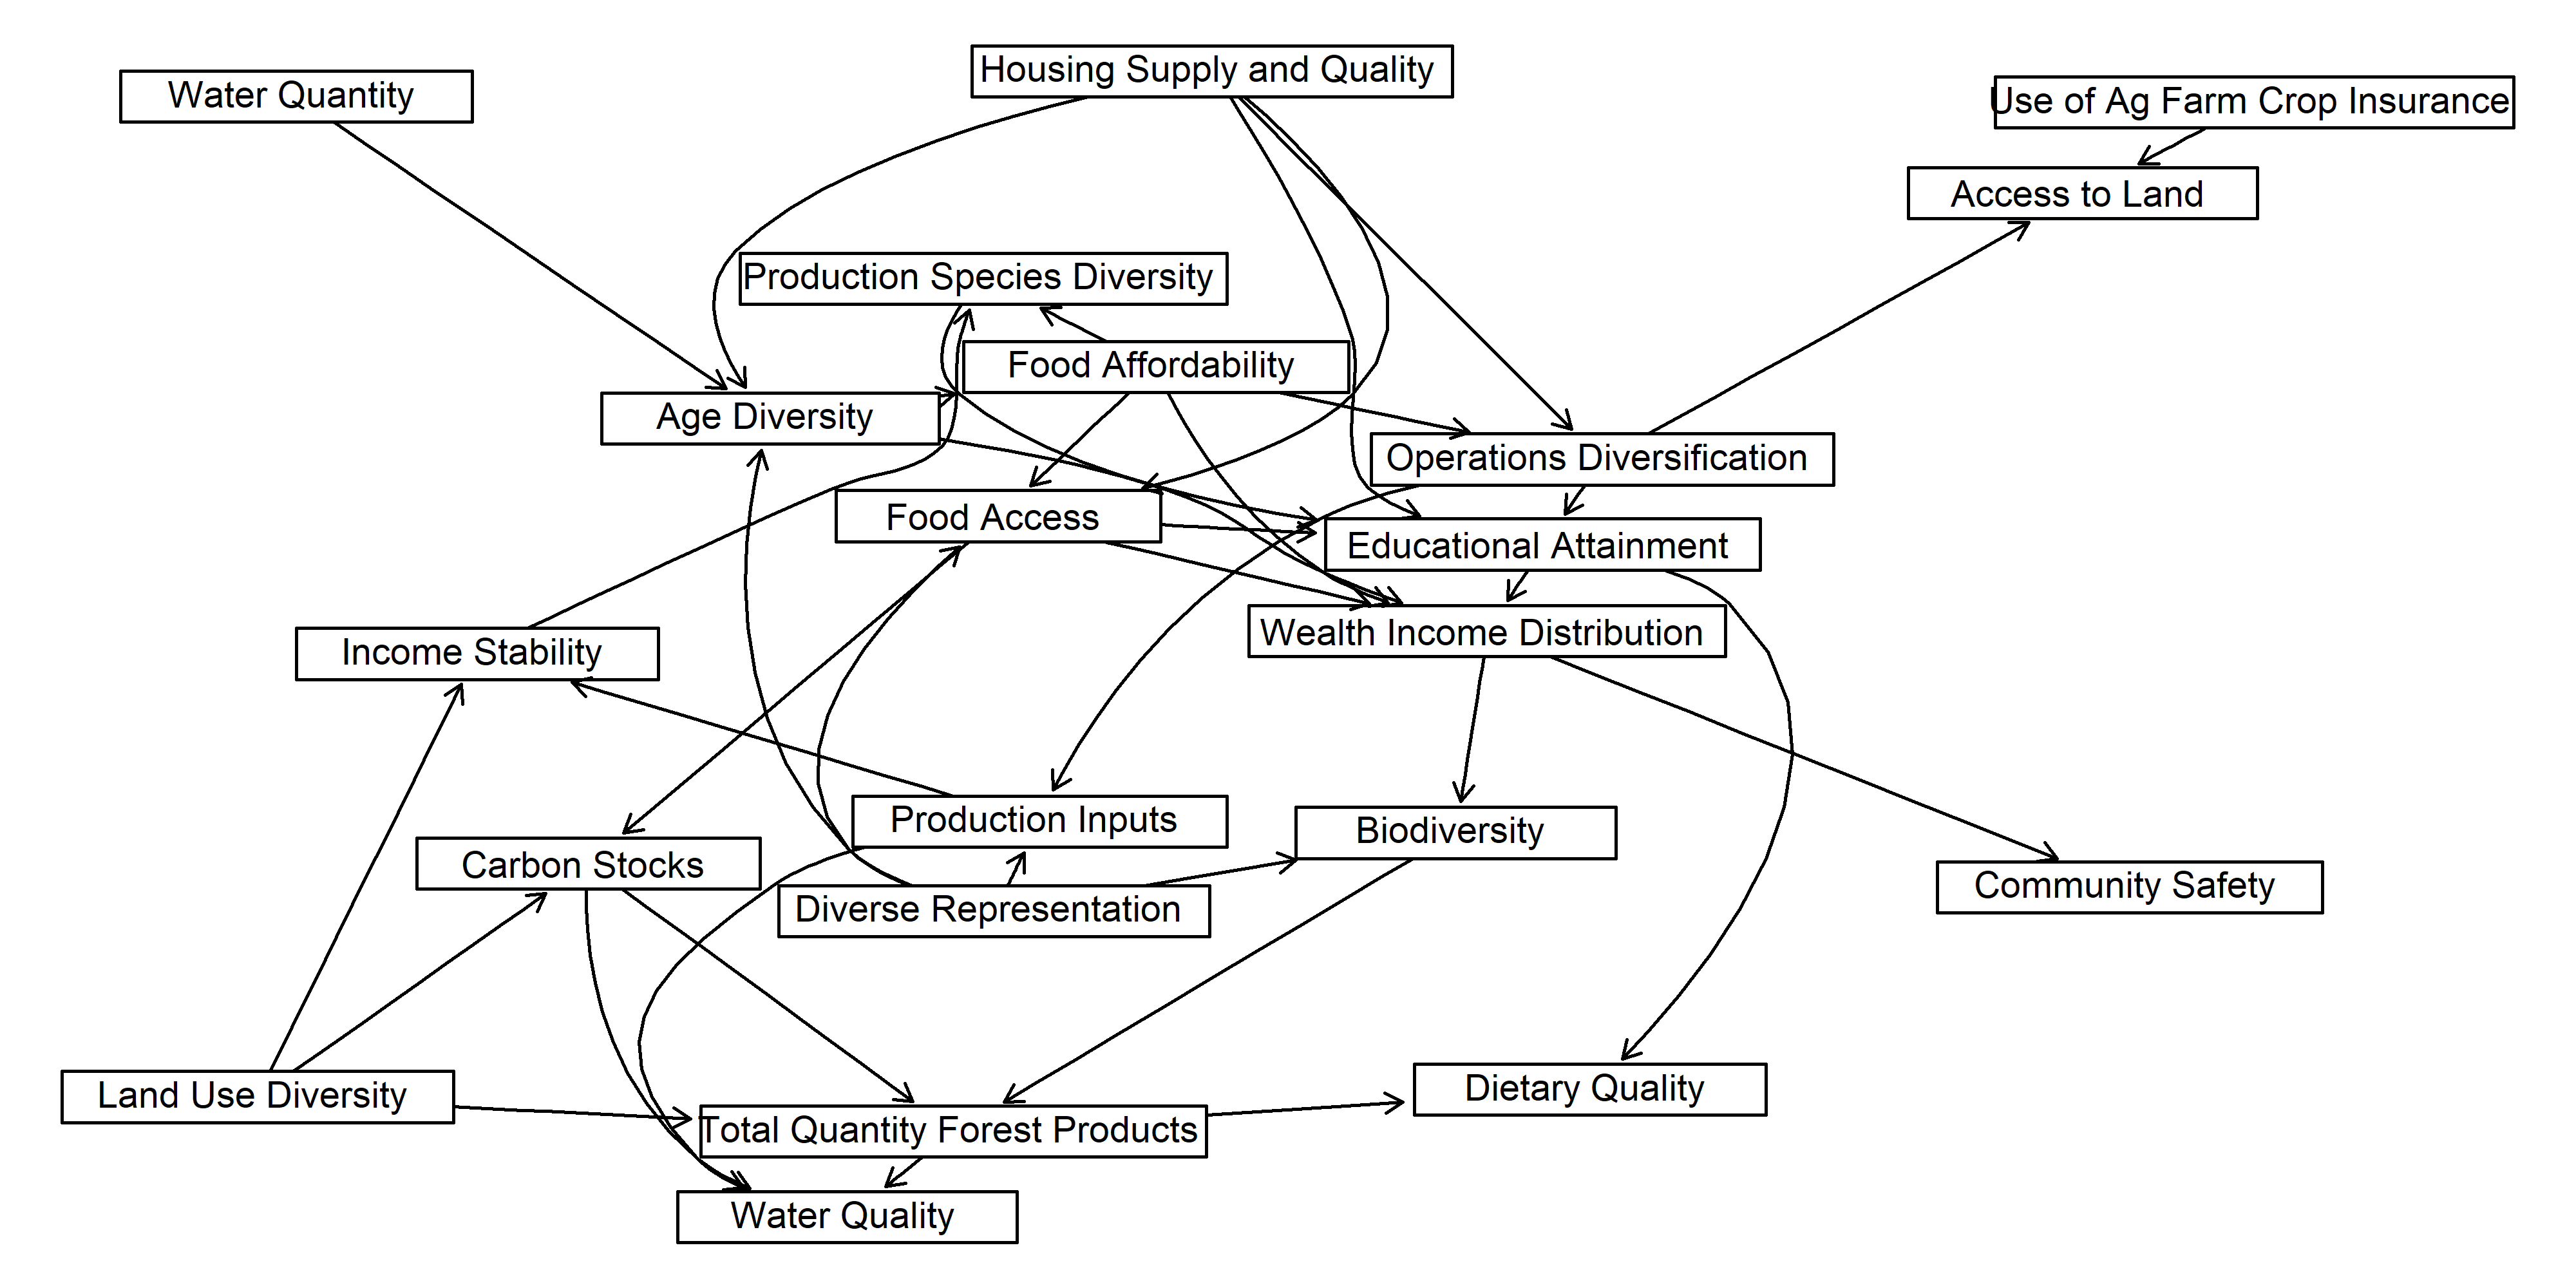 Housing Supply and Quality
Water Quantity
Use of Ag Farm Crop Insurance
Access to Land
Production Species Diversity
Food Affordability
Age Diversity
Operations Diversification
Food Access
Educational Attainment
Wealth Income Distribution
Income Stability
Production Inputs
Biodiversity
Carbon Stocks
Community Safety
Diverse Representation
Dietary Quality
Land Use Diversity
Total Quantity Forest Products
Water Quality